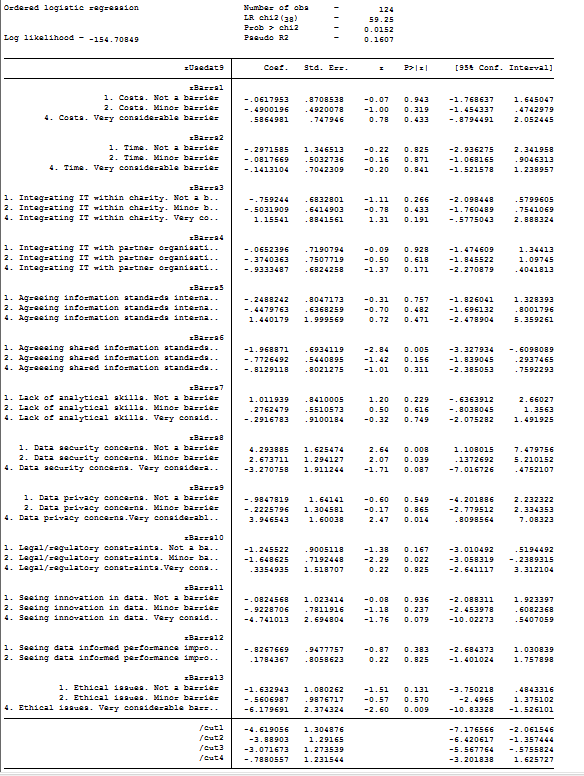 Ordered logistic regression Number of obs = 124
LR chi2(38) = 59.25
Prob > chi2 = 0.0152
Log likelihood = -154.70849 Pseudo R2 = 0.1607
rUsedat9 Coef. Std. Err. z P>|z| [95% Conf. Interval]
rBarrs1
1. Costs. Not a barrier -.0617953 .8708538 -0.07 0.943 -1.768637 1.645047
2. Costs. Minor barrier -.4900196 .4920078 -1.00 0.319 -1.454337 .4742979
4. Costs. Very considerable barrier .5864981 .747946 0.78 0.433 -.8794491 2.052445
rBarrs2
1. Time. Not a barrier -.2971585 1.346513 -0.22 0.825 -2.936275 2.341958
2. Time. Minor barrier -.0817669 .5032736 -0.16 0.871 -1.068165 .9046313
4. Time. Very considerable barrier -.1413104 .7042309 -0.20 0.841 -1.521578 1.238957
rBarrs3
1. Integrating IT within charity. Not a b.. -.759244 .6832801 -1.11 0.266 -2.098448 .5799605
2. Integrating IT within charity. Minor b.. -.5031909 .6414903 -0.78 0.433 -1.760489 .7541069
4. Integrating IT within charity. Very co.. 1.15541 .8841561 1.31 0.191 -.5775043 2.888324
rBarrs4
1. Integrating IT with partner organisati.. -.0652396 .7190794 -0.09 0.928 -1.474609 1.34413
2. Integrating IT with partner organisati.. -.3740363 .7507719 -0.50 0.618 -1.845522 1.09745
4. Integrating IT with partner organisati.. -.9333487 .6824258 -1.37 0.171 -2.270879 .4041813
rBarrs5
1. Agreeing information standards interna.. -.2488242 .8047173 -0.31 0.757 -1.826041 1.328393
2. Agreeing information standards interna.. -.4479763 .6368259 -0.70 0.482 -1.696132 .8001796
4. Agreeing information standards interna.. 1.440179 1.999569 0.72 0.471 -2.478904 5.359261
rBarrs6
1. Agreeeing shared information standards.. -1.968871 .6934119 -2.84 0.005 -3.327934 -.6098089
2. Agreeeing shared information standards.. -.7726492 .5440895 -1.42 0.156 -1.839045 .2937465
4. Agreeeing shared information standards.. -.8129118 .8021275 -1.01 0.311 -2.385053 .7592293
rBarrs7
1. Lack of analytical skills. Not a barrier 1.011939 .8410005 1.20 0.229 -.6363912 2.66027
2. Lack of analytical skills. Minor barrier .2762479 .5510573 0.50 0.616 -.8038045 1.3563
4. Lack of analytical skills. Very consid.. -.2916783 .9100184 -0.32 0.749 -2.075282 1.491925
rBarrs8
1. Data security concerns. Not a barrier 4.293885 1.625474 2.64 0.008 1.108015 7.479756
2. Data security concerns. Minor barrier 2.673711 1.294127 2.07 0.039 .1372692 5.210152
4. Data security concerns. Very considera.. -3.270758 1.911244 -1.71 0.087 -7.016726 .4752107
rBarrs9
1. Data privacy concerns. Not a barrier -.9847819 1.64141 -0.60 0.549 -4.201886 2.232322
2. Data privacy concerns. Minor barrier -.2225796 1.304581 -0.17 0.865 -2.779512 2.334353
4. Data privacy concerns.Very considerabl.. 3.946543 1.60038 2.47 0.014 .8098564 7.08323
rBarrs10
1. Legal/regulatory constraints. Not a ba.. -1.245522 .9005118 -1.38 0.167 -3.010492 .5194492
2. Legal/regulatory constraints. Minor ba.. -1.648625 .7192448 -2.29 0.022 -3.058319 -.2389315
4. Legal/regulatory constraints.Very cons.. .3354935 1.518707 0.22 0.825 -2.641117 3.312104
rBarrs11
1. Seeing innovation in data. Not a barrier -.0824568 1.023414 -0.08 0.936 -2.088311 1.923397
2. Seeing innovation in data. Minor barrier -.9228706 .7811916 -1.18 0.237 -2.453978 .6082368
4. Seeing innovation in data. Very consid.. -4.741013 2.694804 -1.76 0.079 -10.02273 .5407059
rBarrs12
1. Seeing data informed performance impro.. -.8267669 .9477757 -0.87 0.383 -2.684373 1.030839
2. Seeing data informed performance impro.. .1784367 .8058623 0.22 0.825 -1.401024 1.757898
rBarrs13
1. Ethical issues. Not a barrier -1.632943 1.080262 -1.51 0.131 -3.750218 .4843316
2. Ethical issues. Minor barrier -.5606987 .9876717 -0.57 0.570 -2.4965 1.375102
4. Ethical issues. Very considerable barr.. -6.179691 2.374324 -2.60 0.009 -10.83328 -1.526101
/cut1 -4.619056 1.304876 -7.176566 -2.061546
/cut2 -3.88903 1.29165 -6.420617 -1.357444
/cut3 -3.071673 1.273539 -5.567764 -.5755824
/cut4 -.7880557 1.231544 -3.201838 1.625727